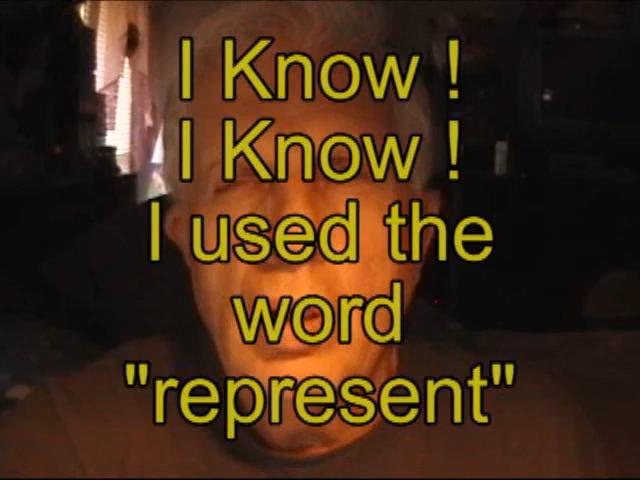 I Know !
I Know !
I used the
word
"represent"